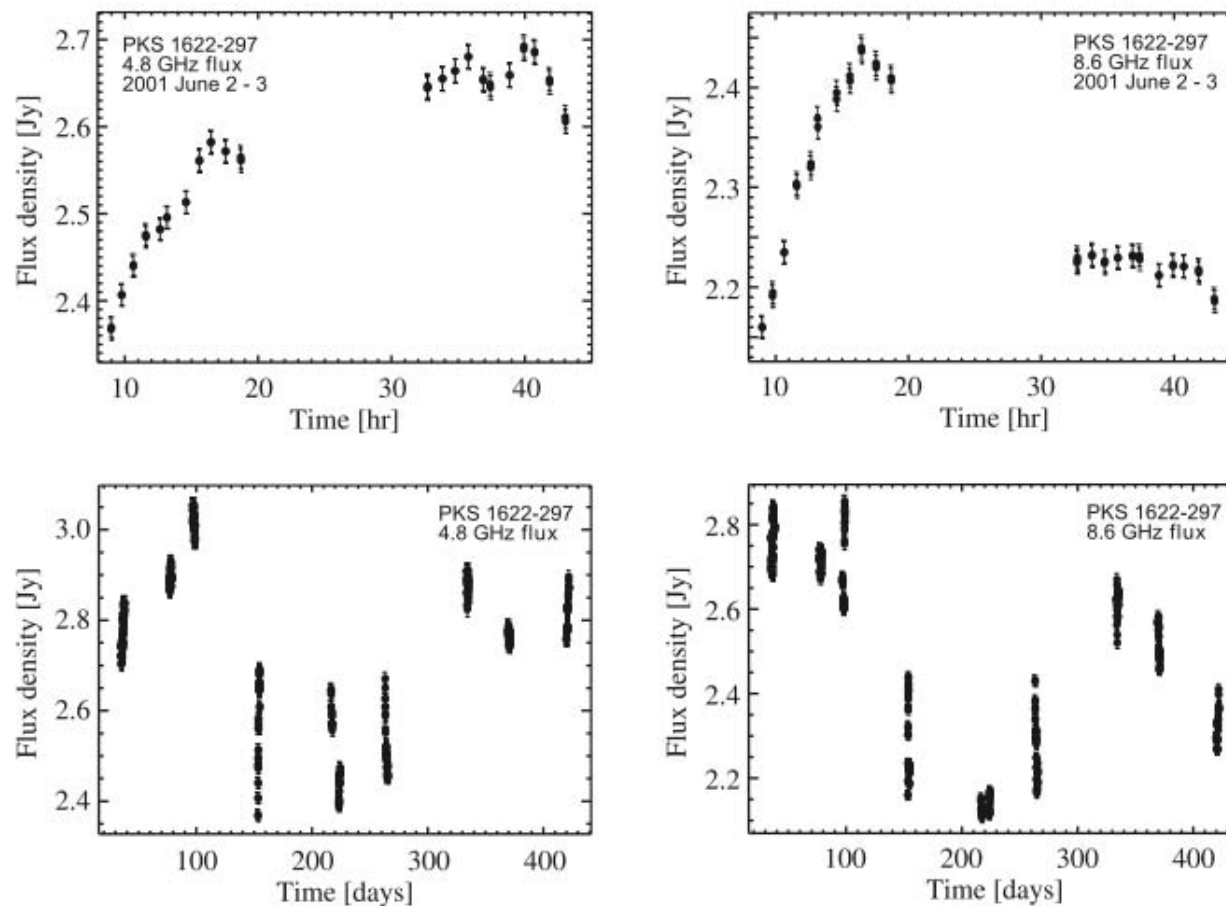 PKS 1622-297
4.8 GHz flux
2001 June 2 - 3
Flux density [Jy]
2.7
2.6
2.5
2.4
10
20
30
40
Time [hr]
PKS 1622-297
8.6 GHz flux
2001 June 2 - 3
Flux density [Jy]
2.4
2.3
2.2
10
20
30
40
Time [hr]
PKS 1622-297
4.8 GHz flux
Flux density [Jy]
3.0
2.8
2.6
2.4
100
200
300
400
Time [days]
PKS 1622-297
8.6 GHz flux
Flux density [Jy]
2.8
2.6
2.4
2.2
100
200
300
400
Time [days]